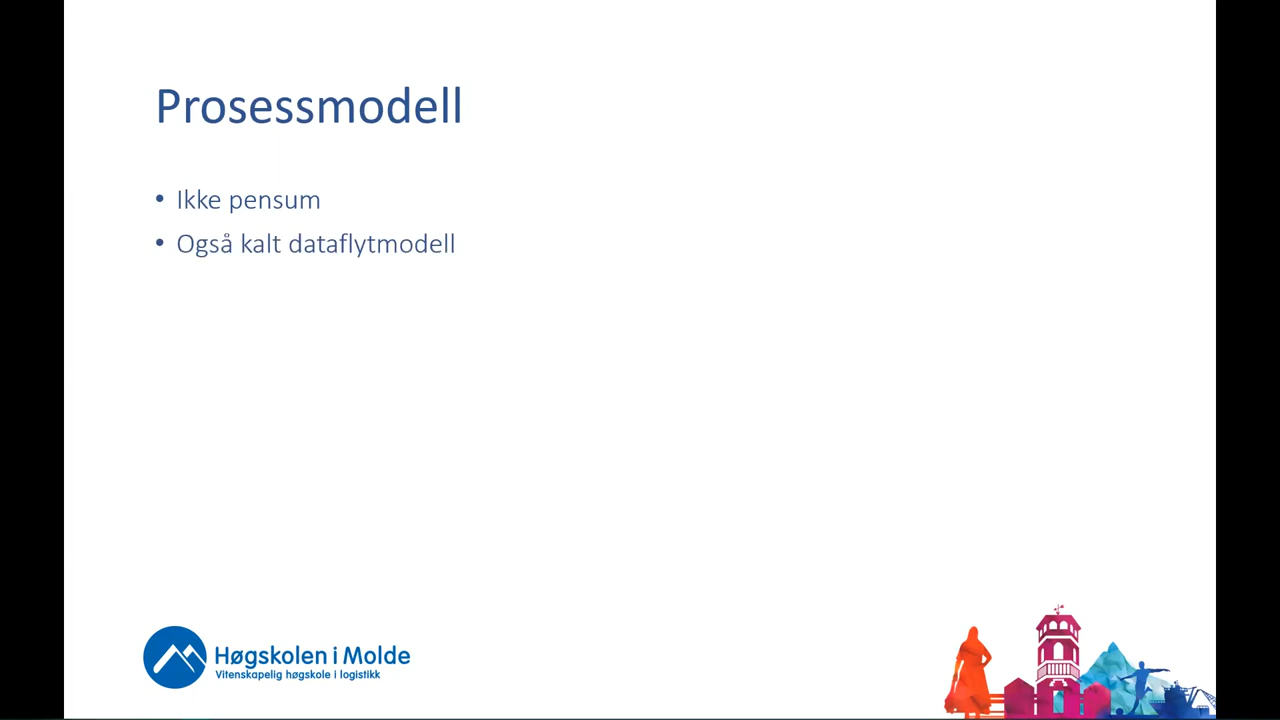 Prosessmodell
• Ikke pensum
• Også kalt dataflytmodell
Høgskolen i Molde
Vitenskapelig høgskole i logistikk